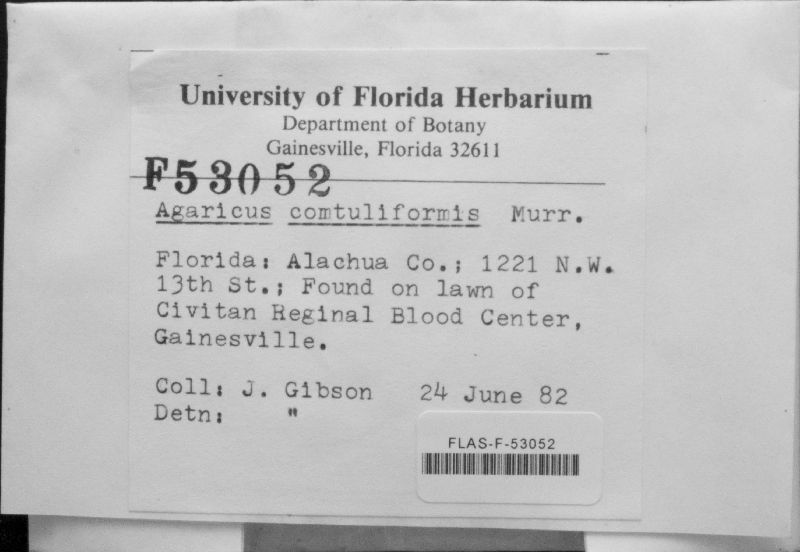 University of Florida Herbarium
Department of Botany
Gainesville, Florida 32611
F53052
Agaricus comtuliformis Murr.
Florida: Alachua Co.; 1221 N.W.
13th St.; Found on lawn of
Civitan Reginal Blood Center,
Gainesville.
Coll: J. Gibson 24 June 82
Detn: "
FLAS-F-53052